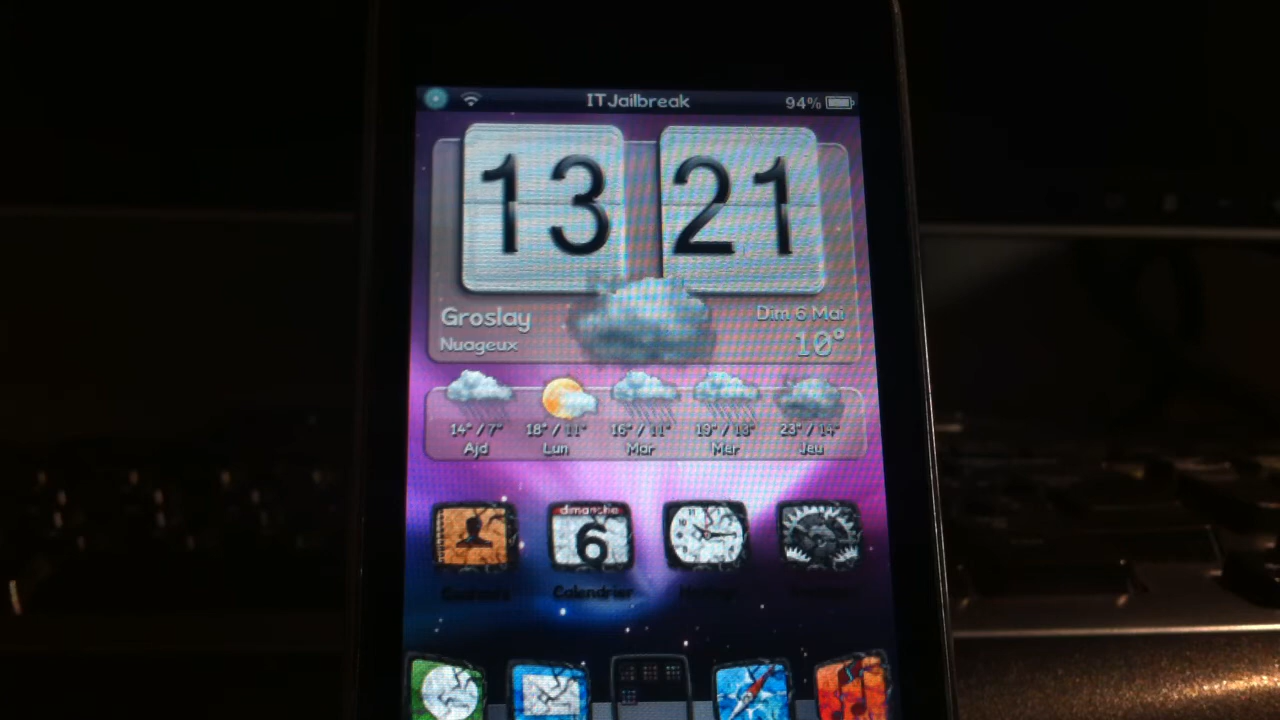 ITJailbreak 94%
13 21
Groslay Dim 6 Mai
Nuageux 10°
14° / 7° 18° / 11° 16° / 11° 19° / 13° 23° / 14°
Ajd Lun Mar Mer Jeu
dimanche
6
Calendrier